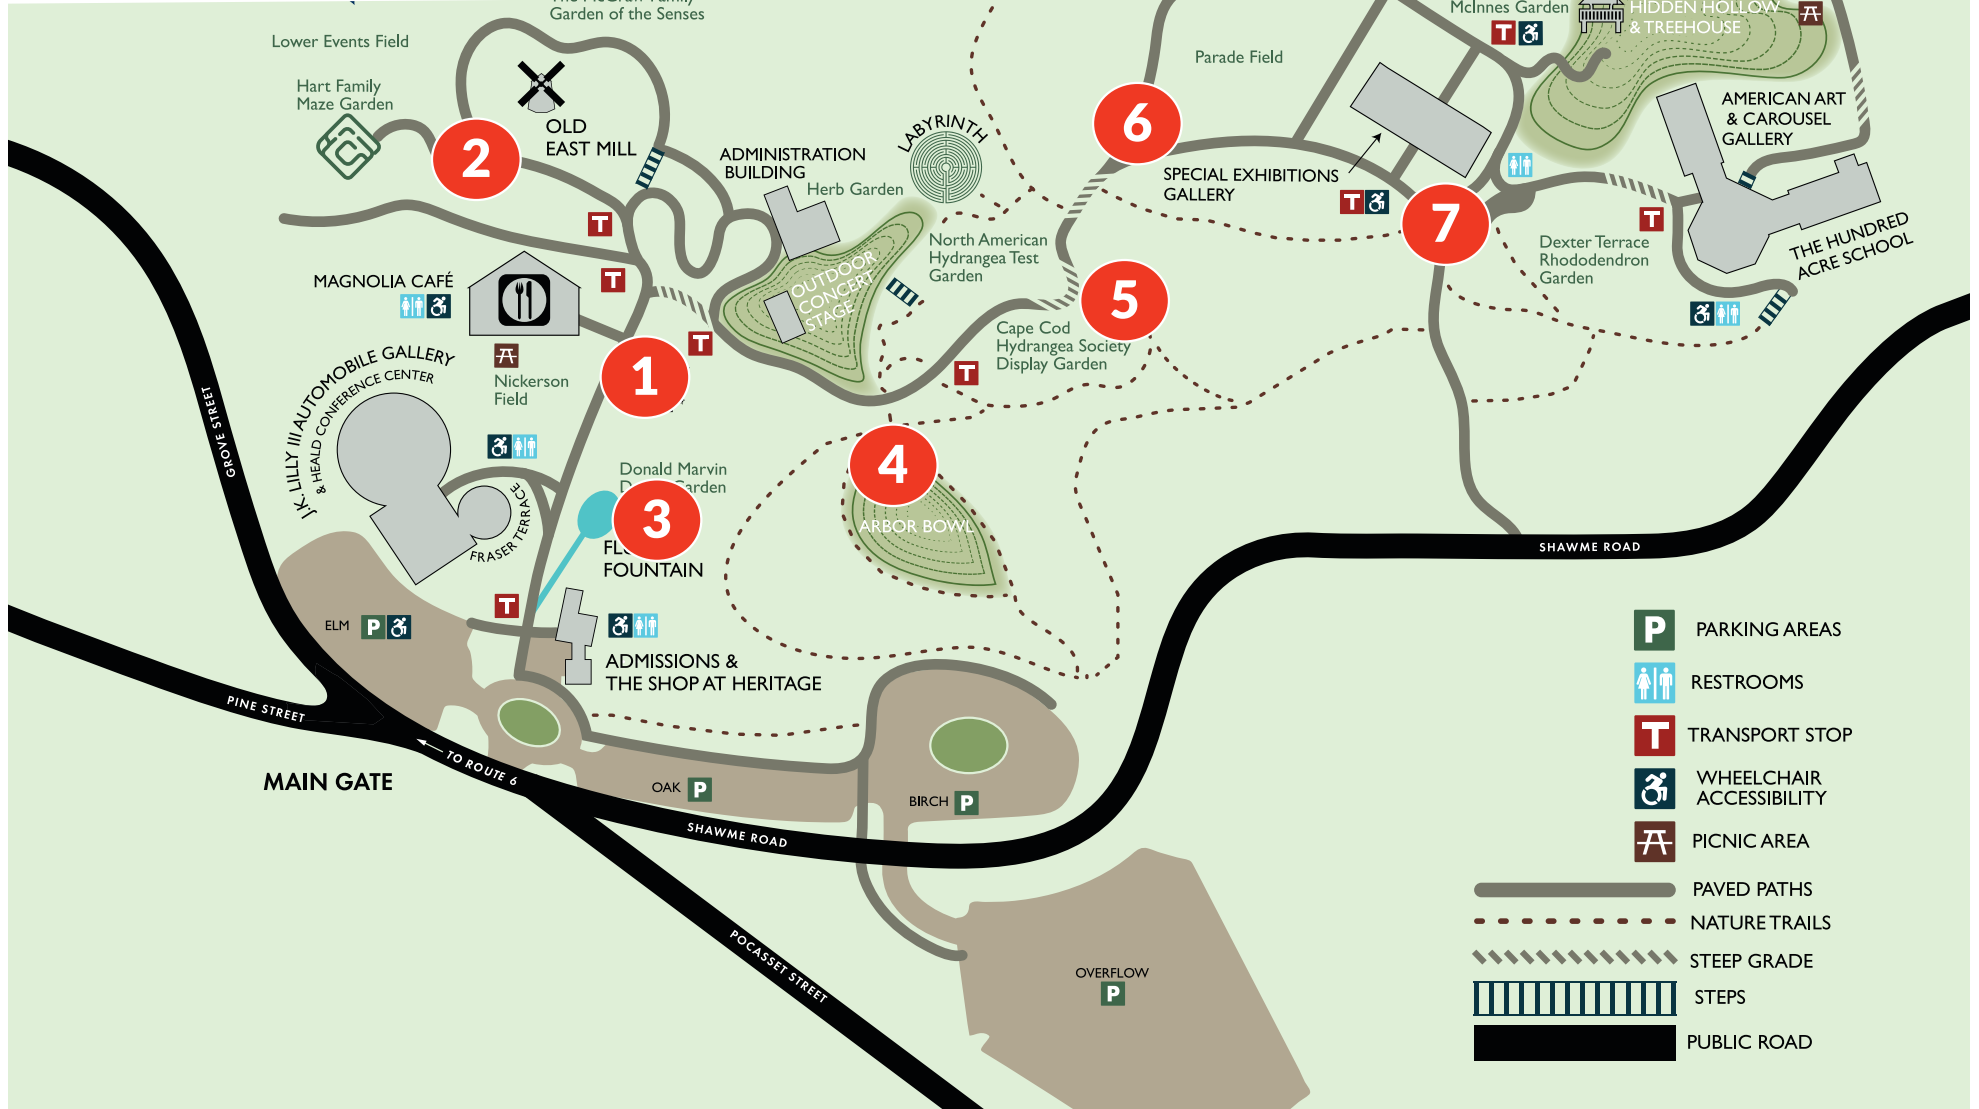 Garden of the Senses
McInnes Garden
HIDDEN HOLLOW
& TREEHOUSE
Lower Events Field
Parade Field
Hart Family
Maze Garden
OLD
EAST MILL
2
6
LABYRINTH
AMERICAN ART
& CAROUSEL
GALLERY
ADMINISTRATION
BUILDING
Herb Garden
SPECIAL EXHIBITIONS
GALLERY
T
T
7
T
T
North American
Hydrangea Test
Garden
Dexter Terrace
Rhododendron
Garden
THE HUNDRED
ACRE SCHOOL
MAGNOLIA CAFÉ
T
OUTDOOR
CONCERT
STAGE
5
Cape Cod
Hydrangea Society
Display Garden
T
T
1
Nickerson
Field
J.K. LILLY III AUTOMOBILE GALLERY
& HEALD CONFERENCE CENTER
GROVE STREET
FRASER TERRACE
Donald Marvin
Garden
3
FOUNTAIN
4
ARBOR BOWL
SHAWME ROAD
T
ELM
P
ADMISSIONS &
THE SHOP AT HERITAGE
PINE STREET
TO ROUTE 6
MAIN GATE
OAK
P
BIRCH
P
SHAWME ROAD
POCASSET STREET
OVERFLOW
P
P
PARKING AREAS
RESTROOMS
T
TRANSPORT STOP
WHEELCHAIR
ACCESSIBILITY
PICNIC AREA
PAVED PATHS
NATURE TRAILS
STEEP GRADE
STEPS
PUBLIC ROAD